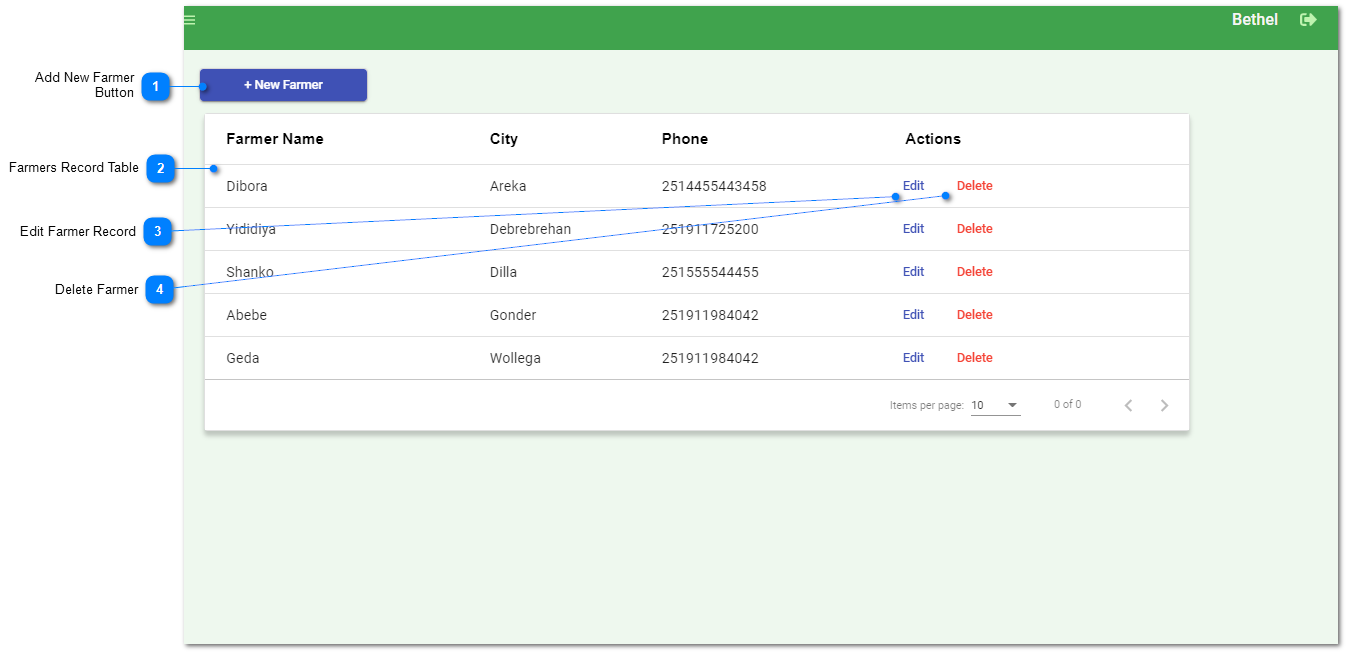 Bethel
Add New Farmer
Button
1
+ New Farmer
Farmer Name City Phone Actions
Farmers Record Table 2
Dibora Areka 2514455443458 Edit Delete
Edit Farmer Record 3
Yididiya Debrebrehan 251911725200 Edit Delete
Shanko Dilla 251555544455 Edit Delete
Delete Farmer 4
Abebe Gonder 251911984042 Edit Delete
Geda Wollega 251911984042 Edit Delete
Items per page: 10 0 of 0